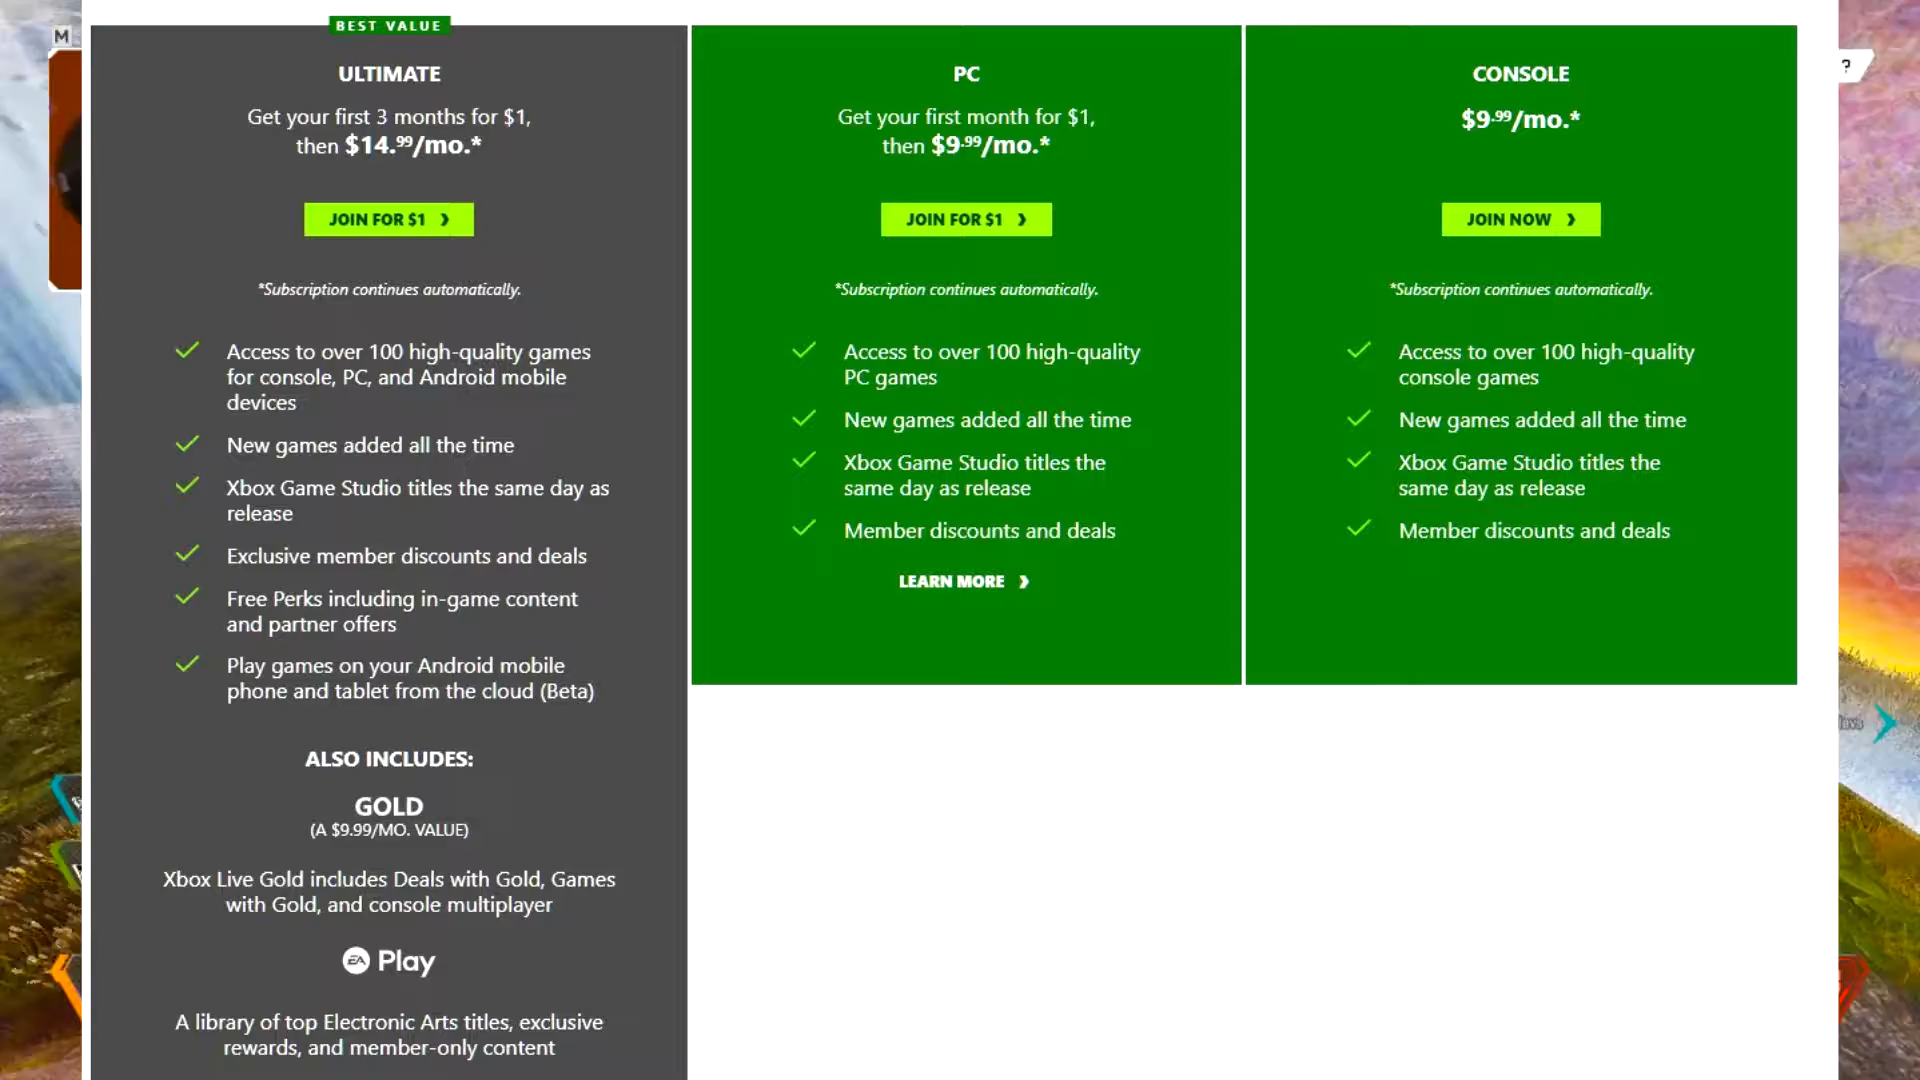 M
BEST VALUE
ULTIMATE
Get your first 3 months for $1,
then $14.99/mo.*
JOIN FOR $1 ❯
*Subscription continues automatically.
Access to over 100 high-quality games
for console, PC, and Android mobile
devices
New games added all the time
Xbox Game Studio titles the same day as
release
Exclusive member discounts and deals
Free Perks including in-game content
and partner offers
Play games on your Android mobile
phone and tablet from the cloud (Beta)
ALSO INCLUDES:
GOLD
(A $9.99/MO. VALUE)
Xbox Live Gold includes Deals with Gold, Games
with Gold, and console multiplayer
EA Play
A library of top Electronic Arts titles, exclusive
rewards, and member-only content
PC
Get your first month for $1,
then $9.99/mo.*
JOIN FOR $1 ❯
*Subscription continues automatically.
Access to over 100 high-quality
PC games
New games added all the time
Xbox Game Studio titles the
same day as release
Member discounts and deals
LEARN MORE ❯
CONSOLE
$9.99/mo.*
JOIN NOW ❯
*Subscription continues automatically.
Access to over 100 high-quality
console games
New games added all the time
Xbox Game Studio titles the
same day as release
Member discounts and deals
?